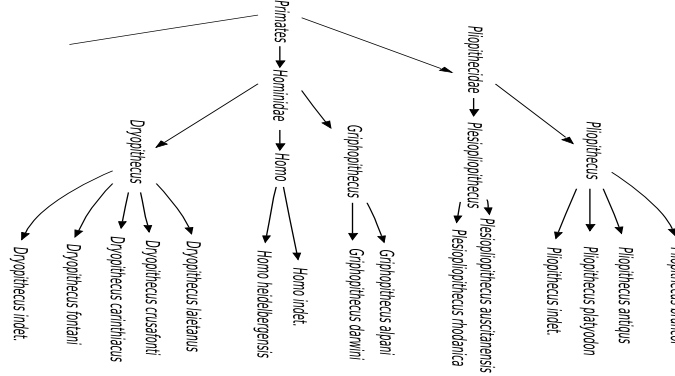 Primates
Hominidae
Pliopithecidae
Dryopithecus
Homo
Griphopithecus
Plesiopliopithecus
Pliopithecus
Dryopithecus indet.
Dryopithecus fontani
Dryopithecus carinthiacus
Dryopithecus crusafonti
Dryopithecus laietanus
Homo heidelbergensis
Homo indet.
Griphopithecus darwini
Griphopithecus alpani
Plesiopliopithecus rhodanica
Plesiopliopithecus auscitanensis
Pliopithecus indet.
Pliopithecus platyodon
Pliopithecus antiqus